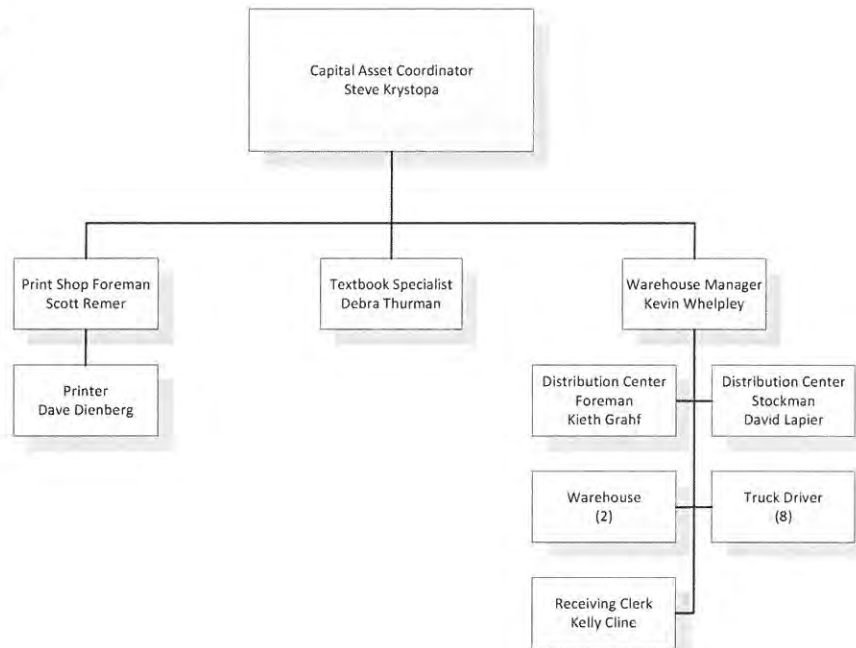 Capital Asset Coordinator
Steve Krystopa
Print Shop Foreman
Scott Remer
Textbook Specialist
Debra Thurman
Warehouse Manager
Kevin Whelpley
Printer
Dave Dienberg
Distribution Center
Foreman
Kieth Grahf
Distribution Center
Stockman
David Lapier
Warehouse
(2)
Truck Driver
(8)
Receiving Clerk
Kelly Cline